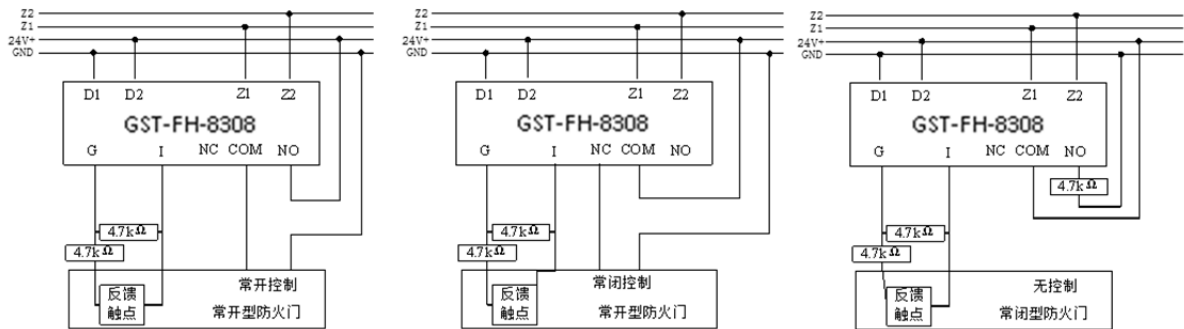 Z2
Z1
24V+
GND
D1 D2 Z1 Z2
GST-FH-8308
G I NC COM NO
4.7kΩ
4.7kΩ
反馈
触点
常开控制
常开型防火门
Z2
Z1
24V+
GND
D1 D2 Z1 Z2
GST-FH-8308
G I NC COM NO
4.7kΩ
4.7kΩ
反馈
触点
常闭控制
常开型防火门
Z2
Z1
24V+
GND
D1 D2 Z1 Z2
GST-FH-8308
G I NC COM NO
4.7kΩ
4.7kΩ
4.7kΩ
反馈
触点
无控制
常闭型防火门